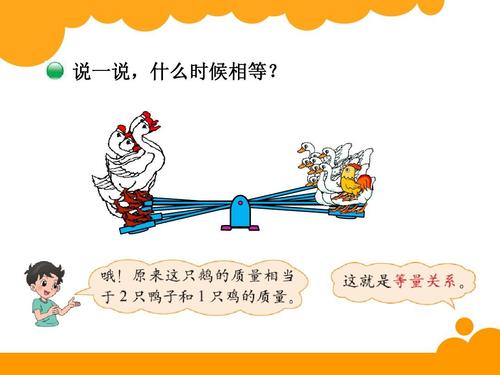 说一说，什么时候相等？
哦！原来这只鹅的质量相当
于2只鸭子和1只鸡的质量。
这就是等量关系。